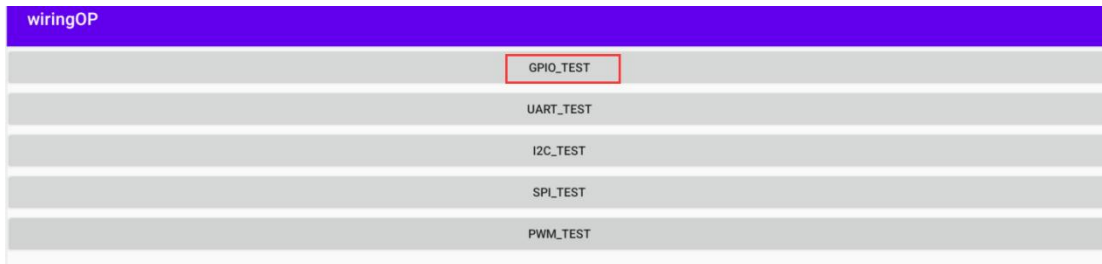 wiringOP
GPIO_TEST
UART_TEST
I2C_TEST
SPI_TEST
PWM_TEST